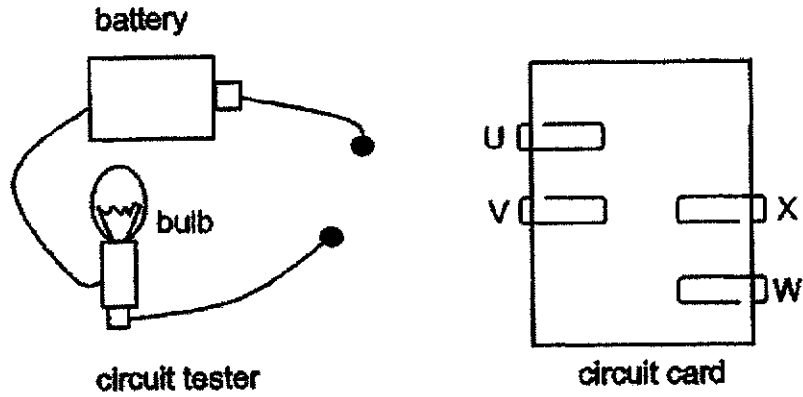 battery
bulb
circuit tester
U
V
X
W
circuit card